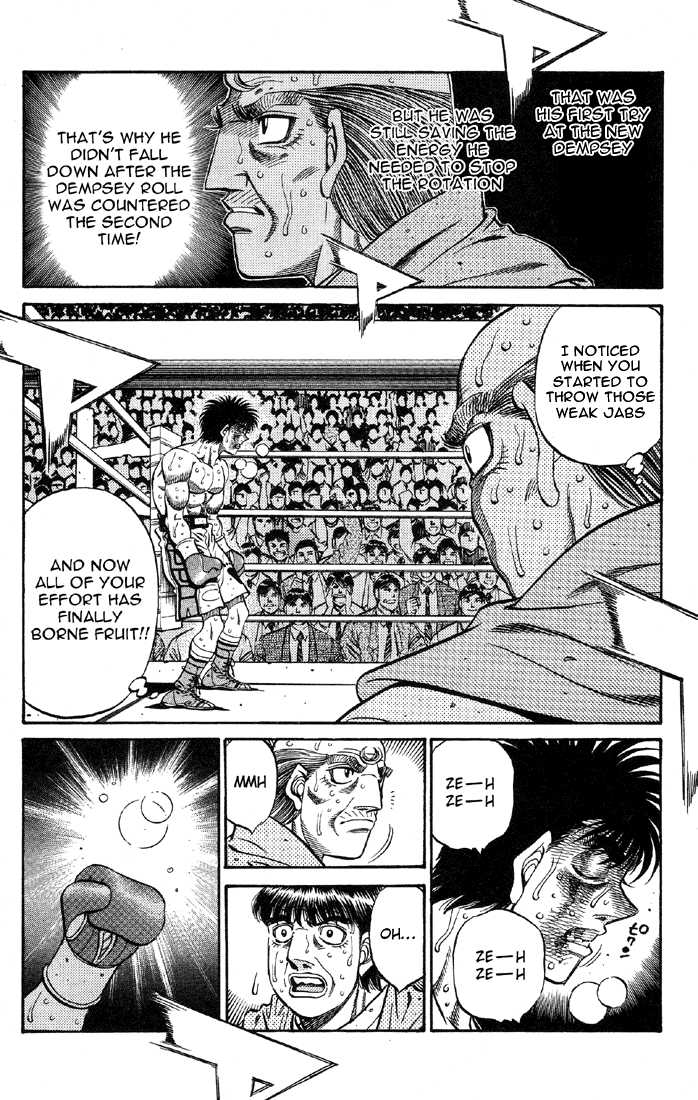 THAT WAS
HIS FIRST TRY
AT THE NEW
DEMPSEY
BUT HE WAS
STILL SAVING THE
ENERGY HE
NEEDED TO STOP
THE ROTATION
THAT'S WHY HE
DIDN'T FALL
DOWN AFTER THE
DEMPSEY ROLL
WAS COUNTERED
THE SECOND
TIME!
I NOTICED
WHEN YOU
STARTED TO
THROW THOSE
WEAK JABS
AND NOW
ALL OF YOUR
EFFORT HAS
FINALLY
BORNE FRUIT!!
ZE—H
ZE—H
ZE—H
ZE—H
MMH
OH...